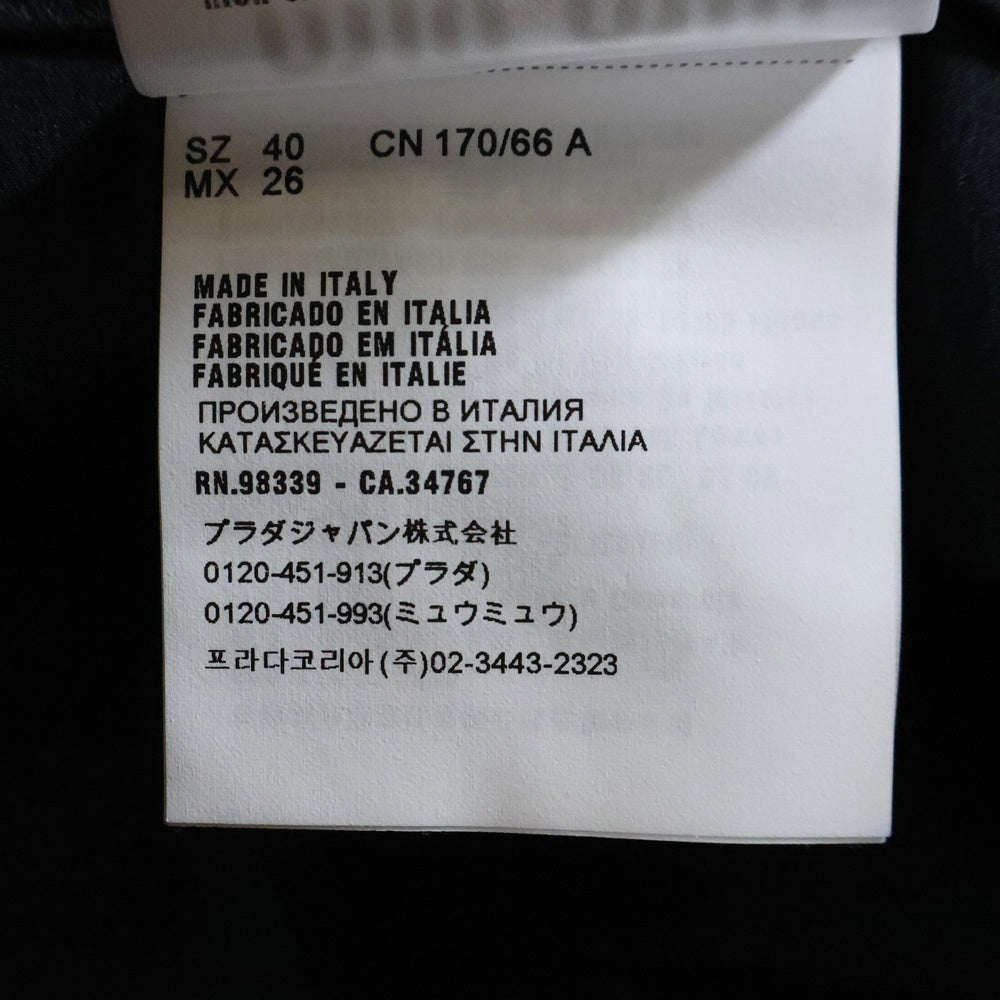 SZ 40 CN 170/66 A
MX 26
MADE IN ITALY
FABRICADO EN ITALIA
FABRICADO EM ITÁLIA
FABRIQUÉ EN ITALIE
ПРОИЗВЕДЕНО В ИТАЛИЯ
ΚΑΤΑΣΚΕΥΑΖΕΤΑΙ ΣΤΗΝ ΙΤΑΛΙΑ
RN.98339 - CA.34767
プラダジャパン株式会社
0120-451-913(プラダ)
0120-451-993(ミュウミュウ)
프라다코리아(주)02-3443-2323